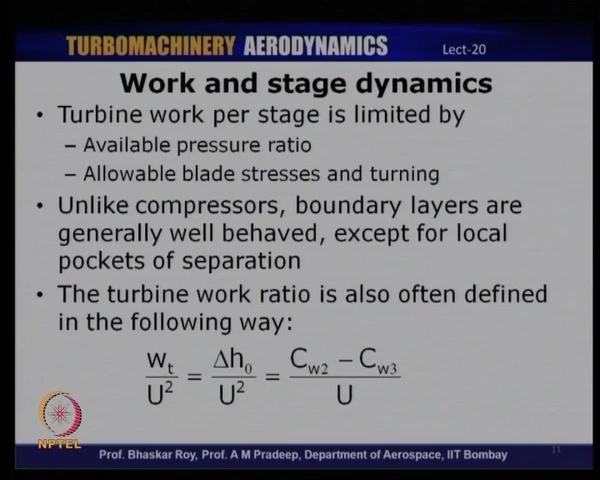 TURBOMACHINERY AERODYNAMICS
Lect-20
Work and stage dynamics
• Turbine work per stage is limited by
– Available pressure ratio
– Allowable blade stresses and turning
• Unlike compressors, boundary layers are
generally well behaved, except for local
pockets of separation
• The turbine work ratio is also often defined
in the following way:
w_t / U² = Δh₀ / U² = (C_w2 − C_w3) / U
NPTEL
Prof. Bhaskar Roy, Prof. A M Pradeep, Department of Aerospace, IIT Bombay
11